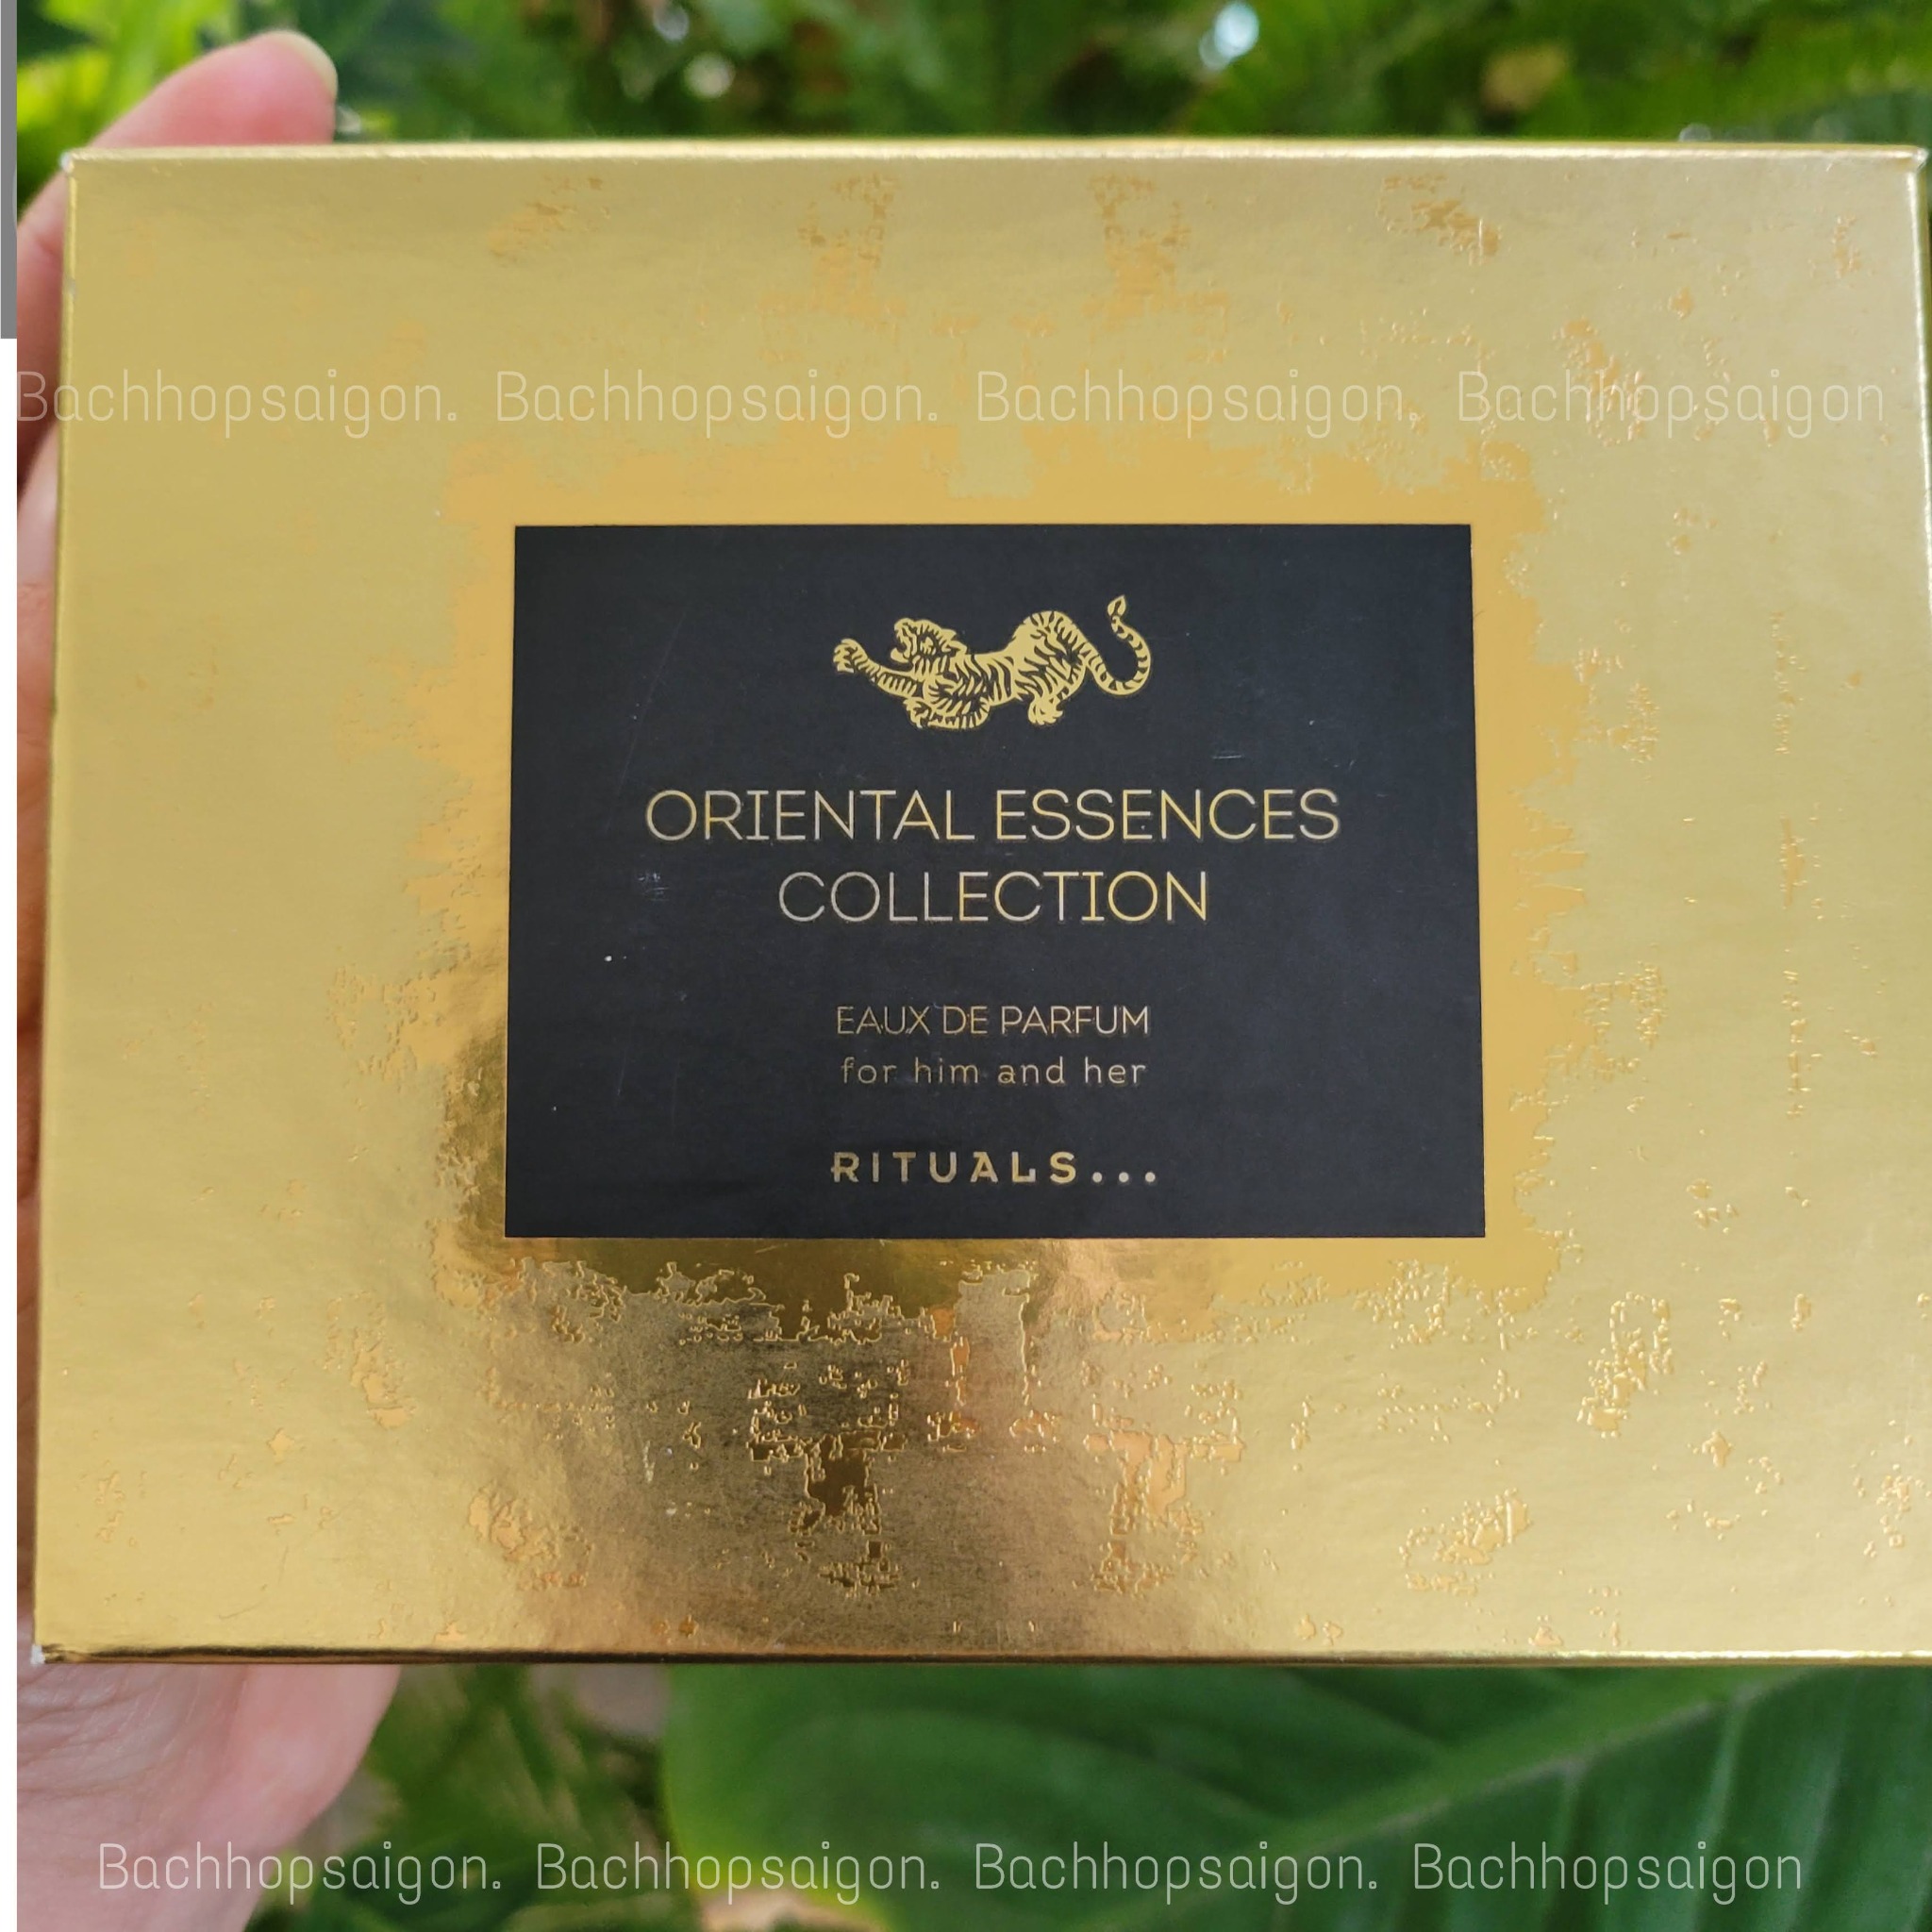 Bachhopsaigon. Bachhopsaigon. Bachhopsaigon. Bachhopsaigon
ORIENTAL ESSENCES
COLLECTION
EAUX DE PARFUM
for him and her
RITUALS...
Bachhopsaigon. Bachhopsaigon. Bachhopsaigon. Bachhopsaigon